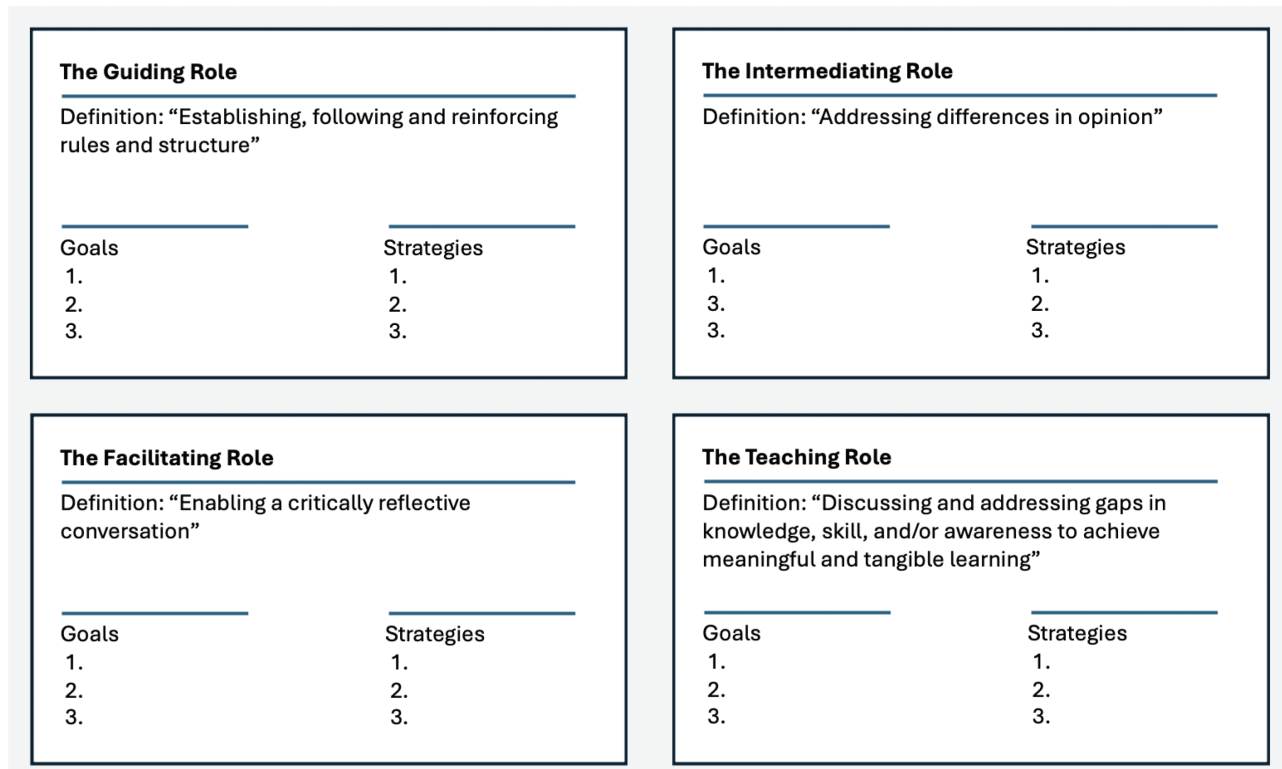 The Guiding Role
Definition: “Establishing, following and reinforcing
rules and structure”
Goals
1.
2.
3.
Strategies
1.
2.
3.
The Intermediating Role
Definition: “Addressing differences in opinion”
Goals
1.
3.
3.
Strategies
1.
2.
3.
The Facilitating Role
Definition: “Enabling a critically reflective
conversation”
Goals
1.
2.
3.
Strategies
1.
2.
3.
The Teaching Role
Definition: “Discussing and addressing gaps in
knowledge, skill, and/or awareness to achieve
meaningful and tangible learning”
Goals
1.
2.
3.
Strategies
1.
2.
3.